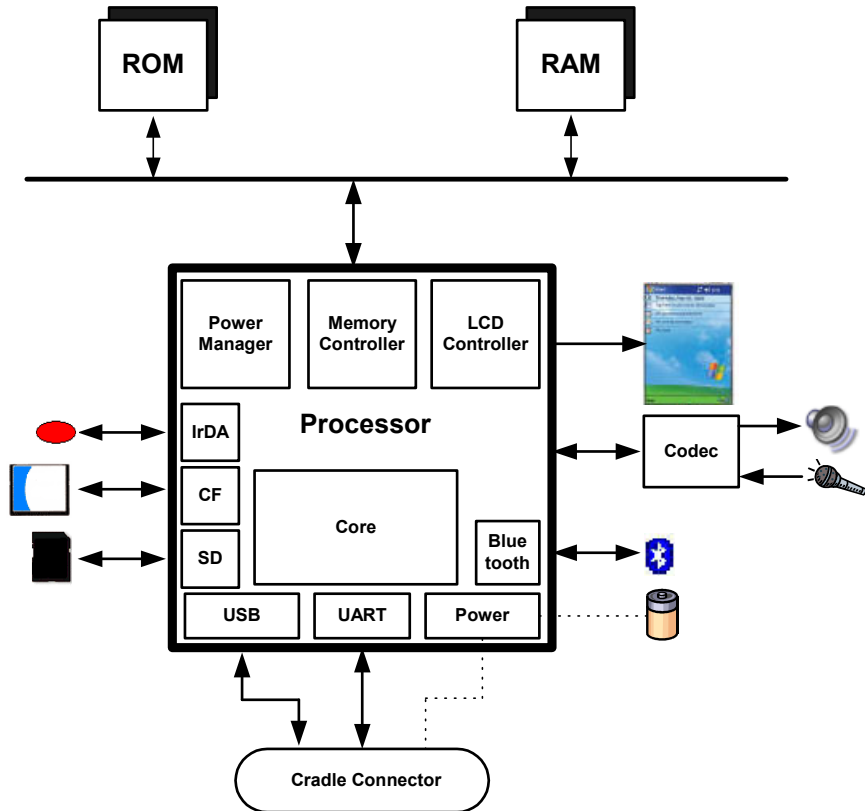 ROM
RAM
Power
Manager
Memory
Controller
LCD
Controller
IrDA
Processor
Codec
CF
Core
SD
Blue
tooth
USB
UART
Power
Cradle Connector